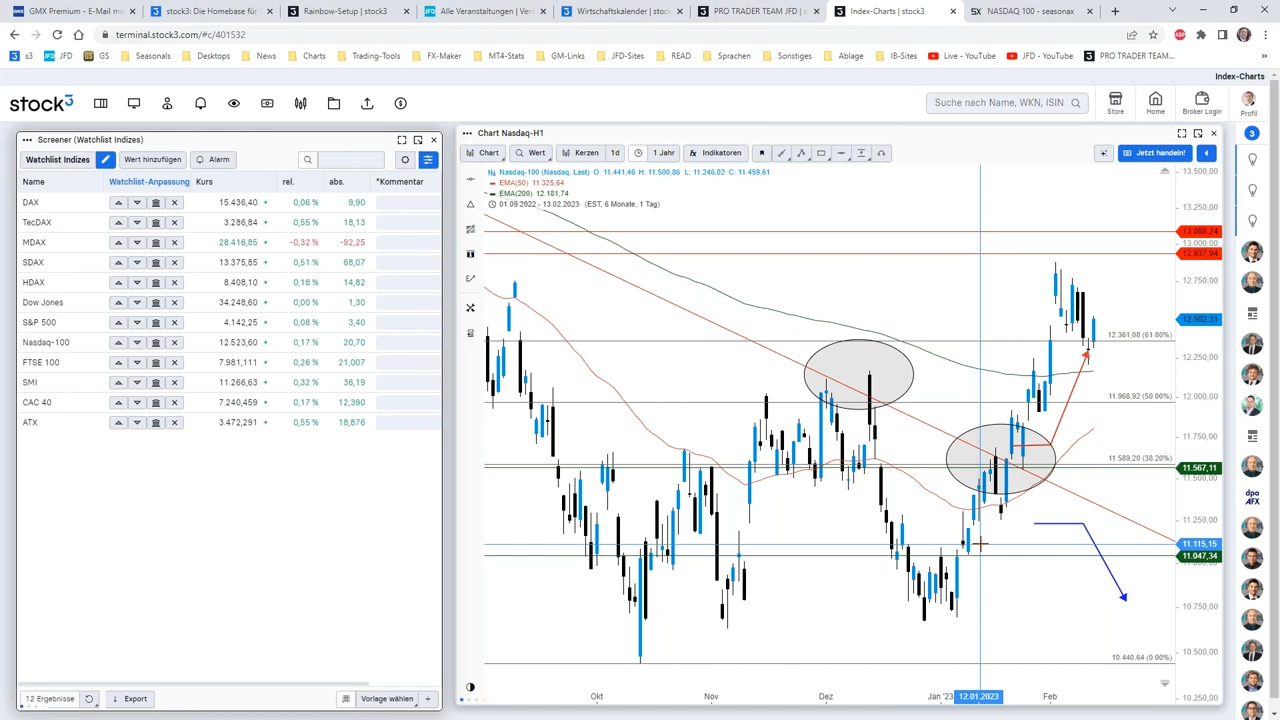 GMX Premium - E-Mail m
stock3: Die Homebase für
Rainbow-Setup | stock3
Alle Veranstaltungen | Ver
Wirtschaftskalender | stoc
PRO TRADER TEAM JFD | s
Index-Charts | stock3
NASDAQ 100 - seasonax
terminal.stock3.com/#c/401532
s3 JFD GS Seasonals Desktops News Charts Trading-Tools FX-Maker MT4-Stats GM-Links JFD-Sites READ Sprachen Sonstiges Ablage IB-Sites Live - YouTube JFD - YouTube PRO TRADER TEAM...
Index-Charts
stock3
Suche nach Name, WKN, ISIN
Store
Home
Broker Login
Profil
Screener (Watchlist Indizes)
Watchlist Indizes Wert hinzufügen Alarm
Name Watchlist-Anpassung Kurs rel. abs. *Kommentar
DAX 15.436,40 0,06 % 9,90
TecDAX 3.286,84 0,55 % 18,13
MDAX 28.416,85 -0,32 % -92,25
SDAX 13.375,85 0,51 % 68,07
HDAX 8.408,10 0,18 % 14,82
Dow Jones 34.248,60 0,00 % 1,30
S&P 500 4.142,25 0,08 % 3,40
Nasdaq-100 12.523,60 0,17 % 20,70
FTSE 100 7.981,111 0,26 % 21,007
SMI 11.266,63 0,32 % 36,19
CAC 40 7.240,459 0,17 % 12,390
ATX 3.472,291 0,55 % 18,876
12 Ergebnisse Export Vorlage wählen
Chart Nasdaq-H1
Chart Wert Kerzen 1d 1 Jahr Indikatoren Jetzt handeln!
3
Nasdaq-100 (Nasdaq, Last) O: 11.441,46 H: 11.500,86 L: 11.246,02 C: 11.459,61
EMA(50) 11.325,64
EMA(200) 12.181,74
01.09.2022 - 13.02.2023 (EST, 6 Monate, 1 Tag)
13.500,00
13.250,00
13.088,24
13.000,00
12.937,94
12.750,00
12.502,31
12.361,08 (61.80%)
12.250,00
11.968,92 (50.00%)
12.000,00
11.750,00
11.589,20 (38.20%)
11.567,11
11.500,00
11.250,00
11.115,15
11.047,34
10.750,00
10.500,00
10.440,64 (0.00%)
10.250,00
Okt Nov Dez Jan '23 12.01.2023 Feb
dpa
AFX